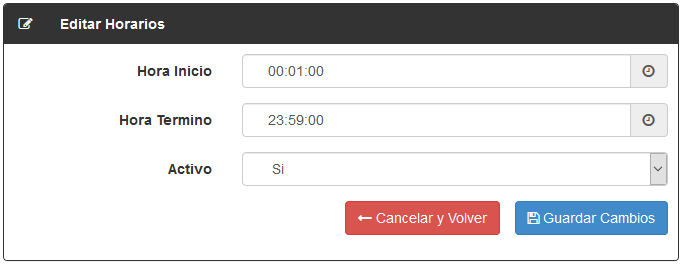 Editar Horarios
Hora Inicio 00:01:00
Hora Termino 23:59:00
Activo Si
Cancelar y Volver Guardar Cambios